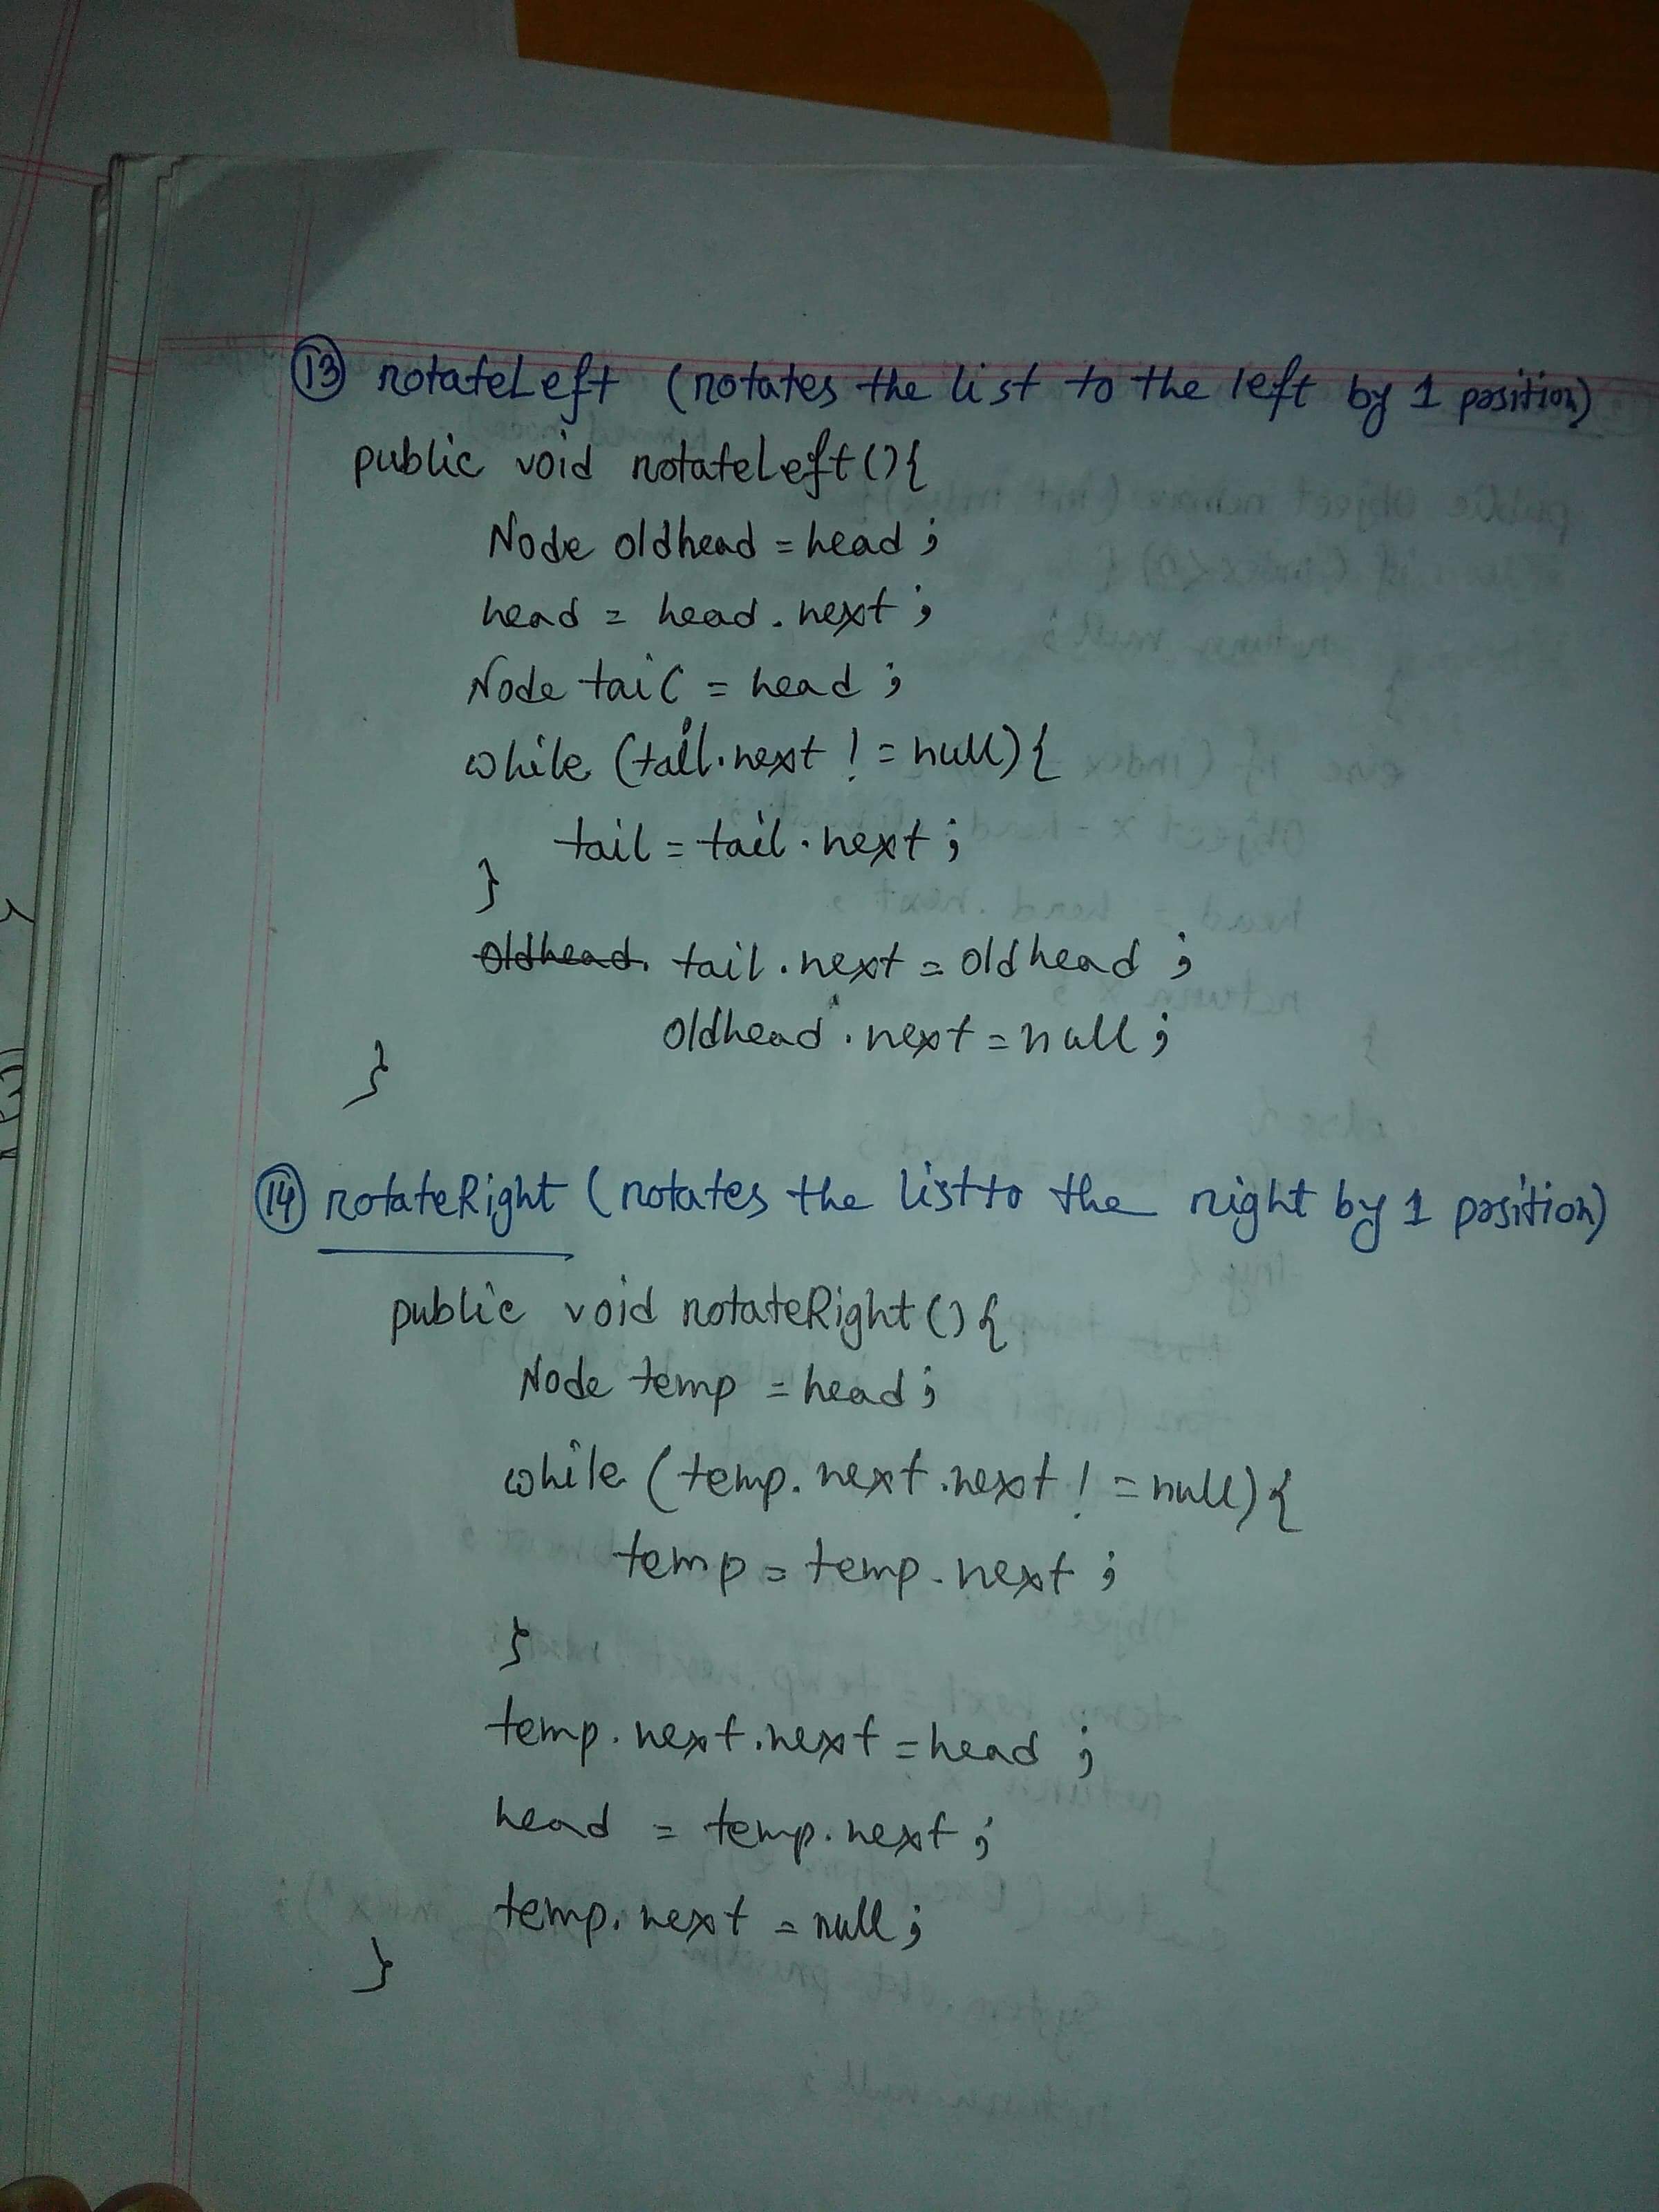 13 rotateLeft (rotates the list to the left by 1 position)
public void rotateLeft(){
Node oldhead = head;
head = head.next;
Node tail = head;
while (tail.next != null){
tail = tail.next;
}
oldhead. tail.next = oldhead;
oldhead.next = null;
}
14 rotateRight (rotates the list to the right by 1 position)
public void rotateRight(){
Node temp = head;
while (temp.next.next != null){
temp = temp.next;
}
temp.next.next = head;
head = temp.next;
temp.next = null;
}